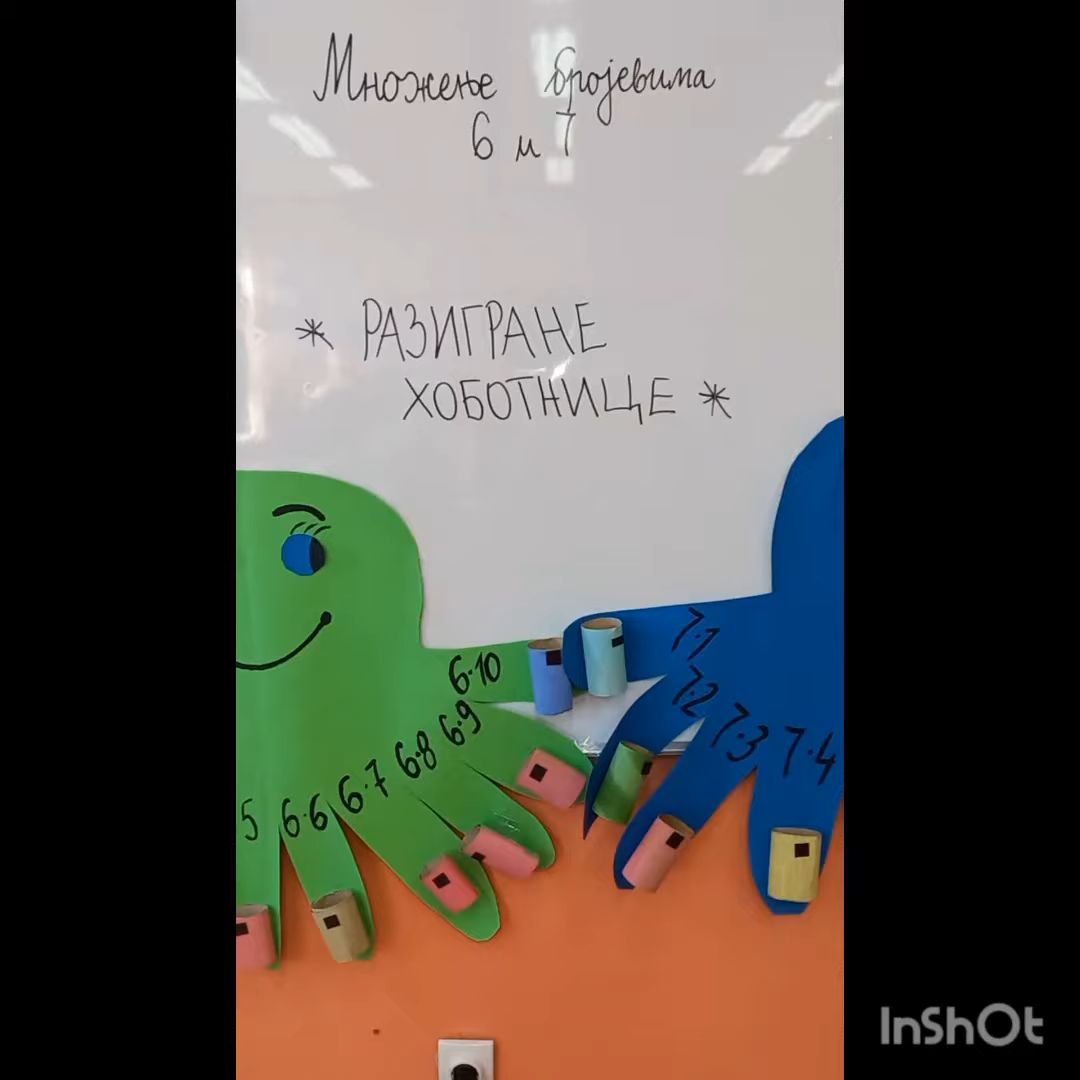 Множење бројевима
6 и 7
* РАЗИГРАНЕ
ХОБОТНИЦЕ *
5
6·6
6·7
6·8
6·9
6·10
7·1
7·2
7·3
7·4
InShOt